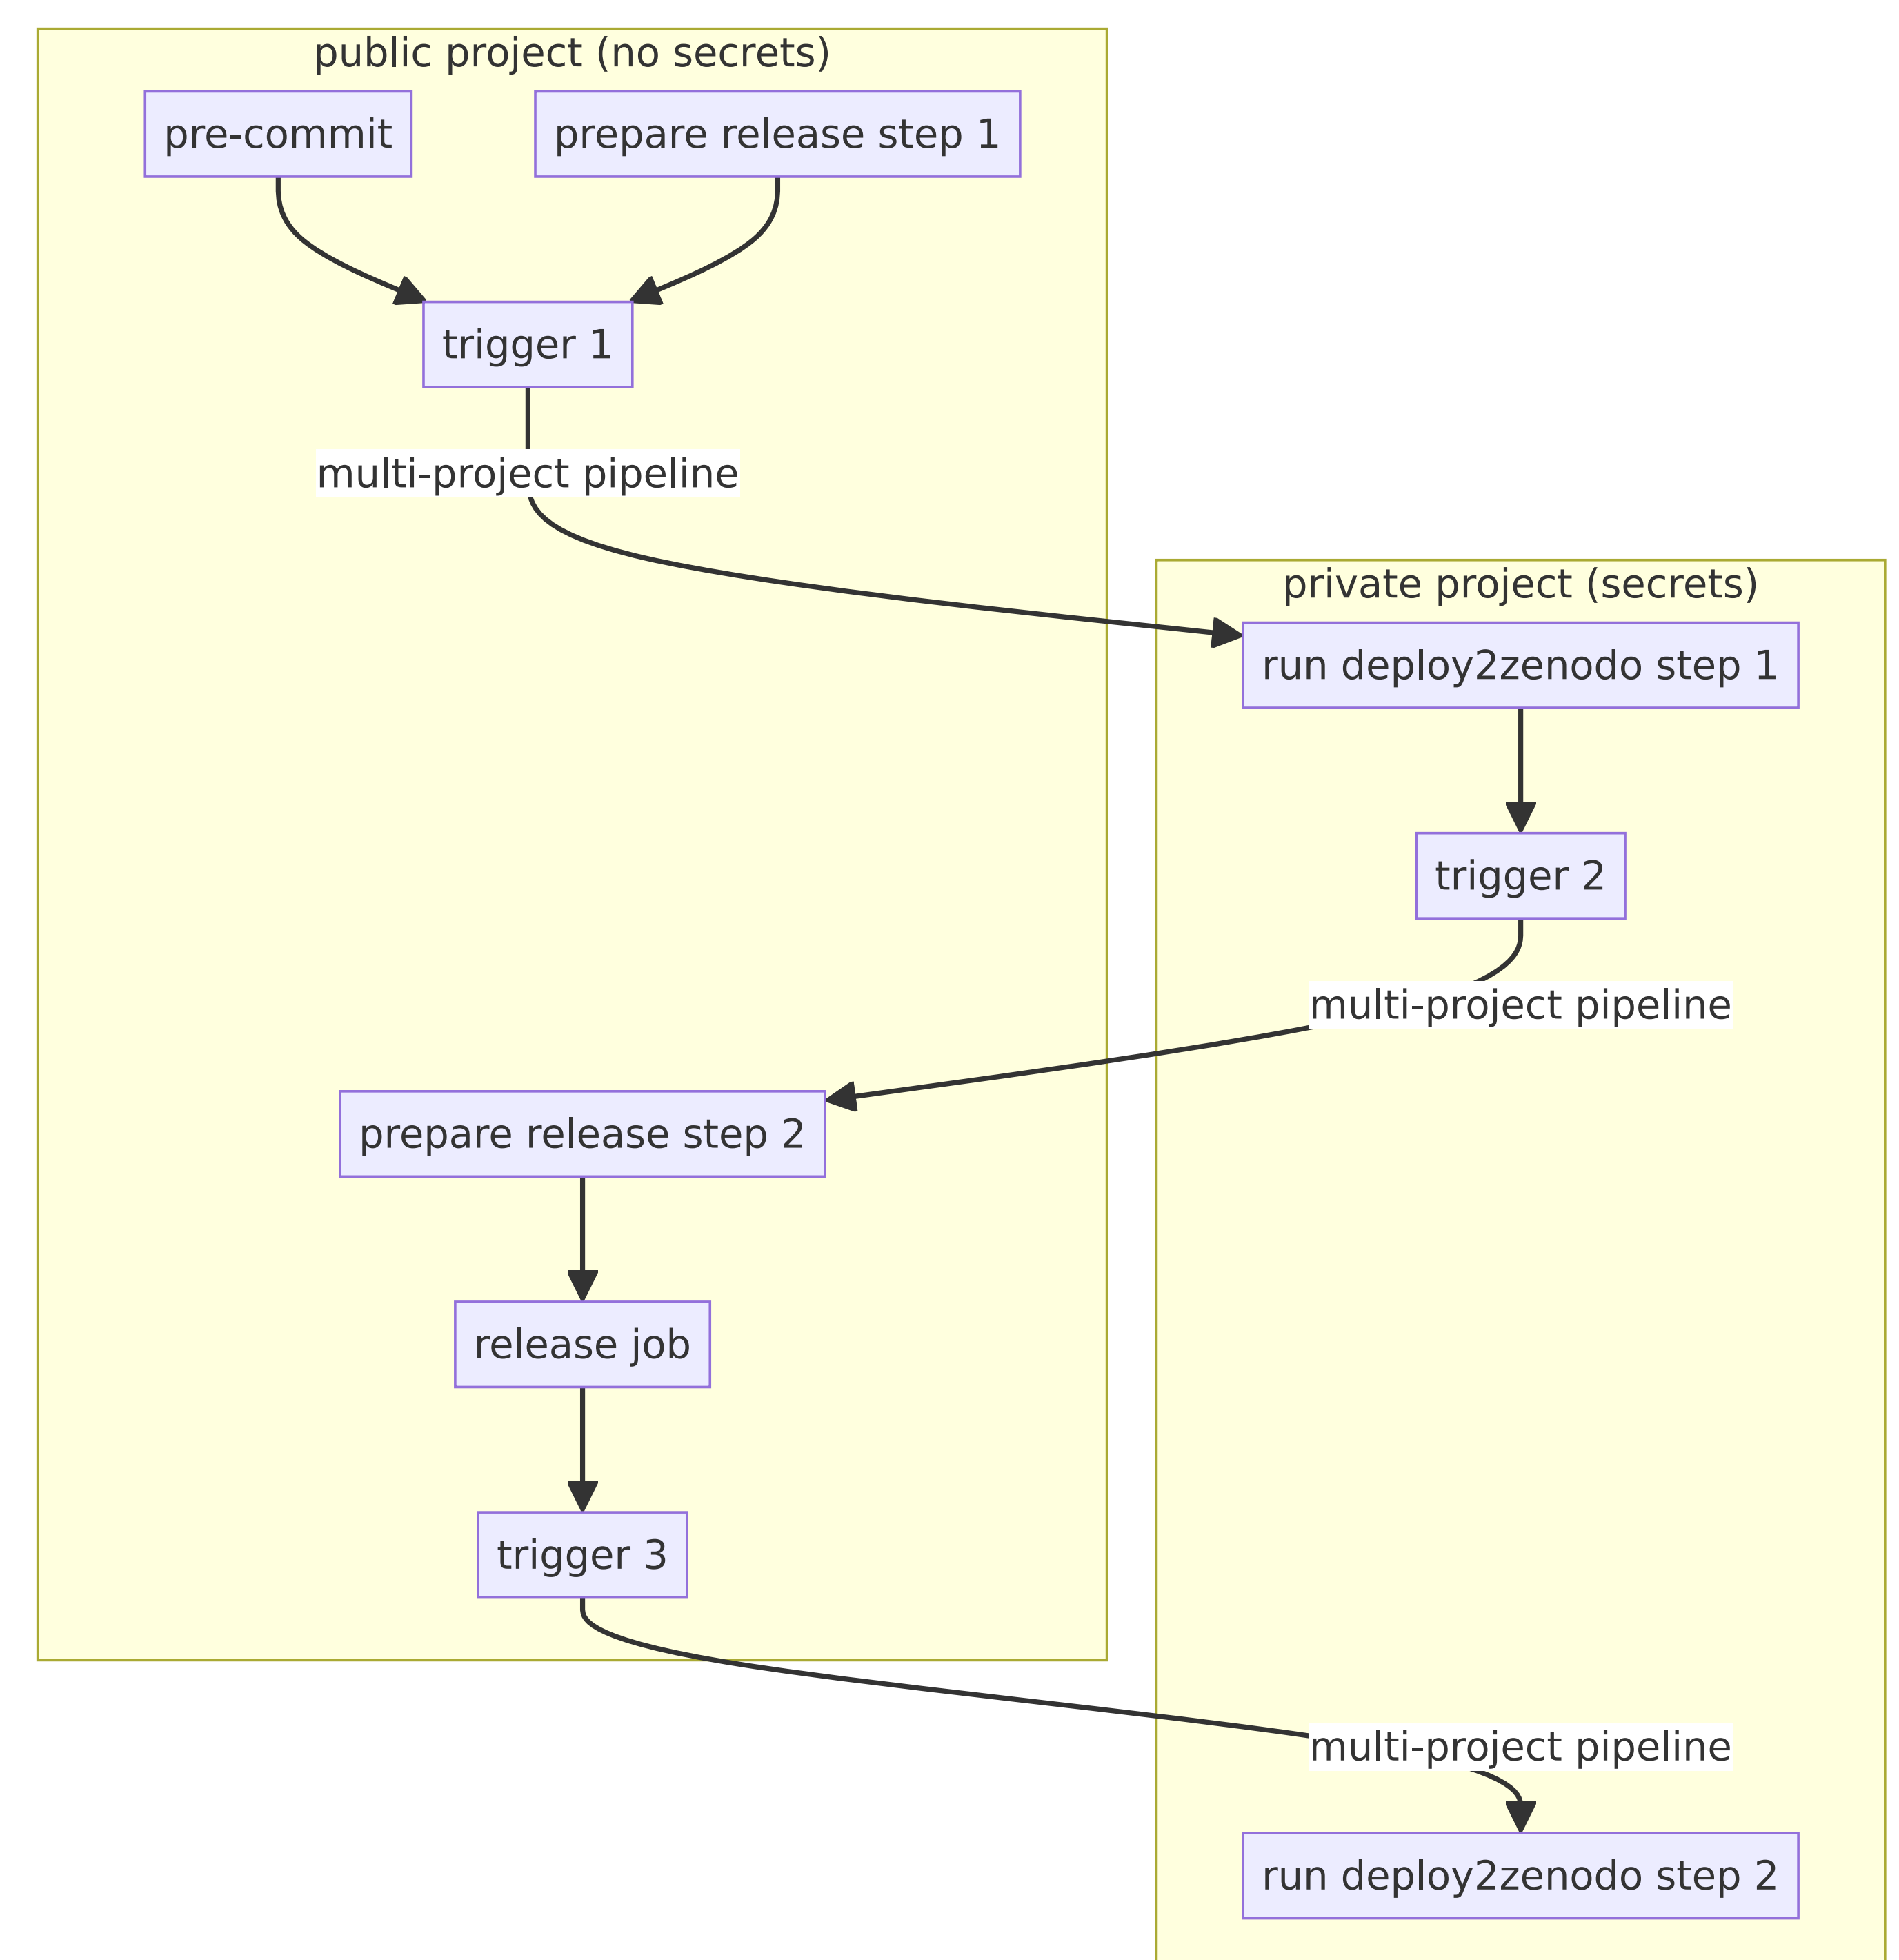 public project (no secrets)
pre-commit
prepare release step 1
trigger 1
multi-project pipeline
private project (secrets)
run deploy2zenodo step 1
trigger 2
multi-project pipeline
prepare release step 2
release job
trigger 3
multi-project pipeline
run deploy2zenodo step 2